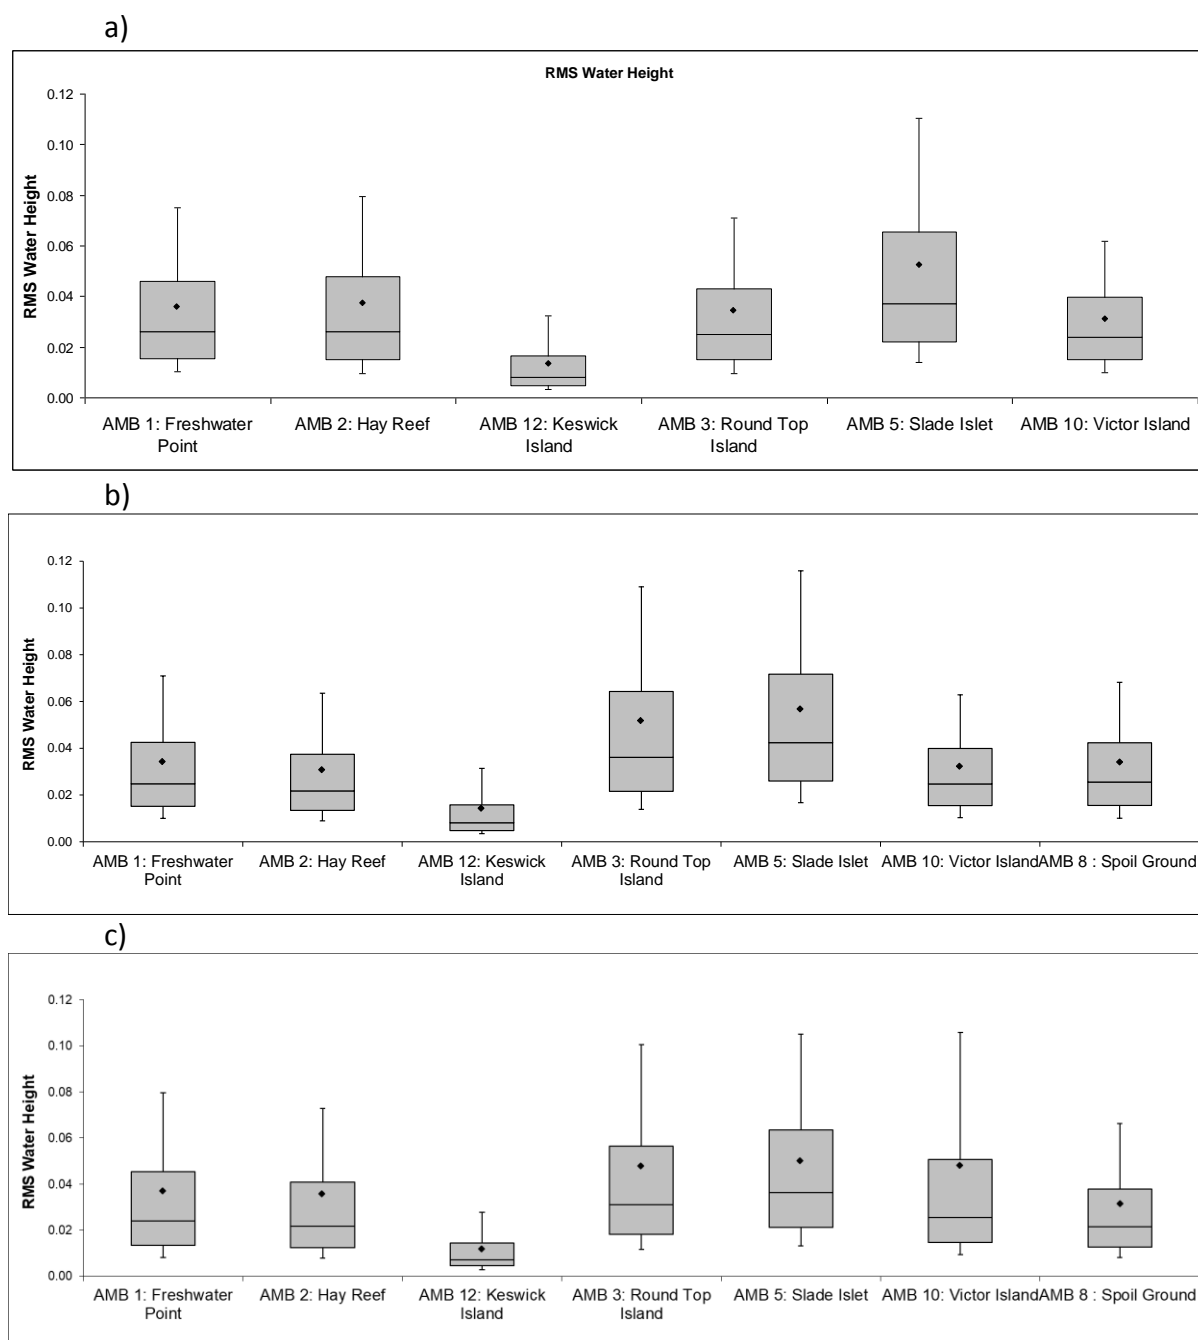 a)
RMS Water Height
RMS Water Height
0.12
0.10
0.08
0.06
0.04
0.02
0.00
AMB 1: Freshwater Point
AMB 2: Hay Reef
AMB 12: Keswick Island
AMB 3: Round Top Island
AMB 5: Slade Islet
AMB 10: Victor Island
b)
RMS Water Height
0.12
0.10
0.08
0.06
0.04
0.02
0.00
AMB 1: Freshwater Point
AMB 2: Hay Reef
AMB 12: Keswick Island
AMB 3: Round Top Island
AMB 5: Slade Islet
AMB 10: Victor Island
AMB 8 : Spoil Ground
c)
RMS Water Height
0.12
0.10
0.08
0.06
0.04
0.02
0.00
AMB 1: Freshwater Point
AMB 2: Hay Reef
AMB 12: Keswick Island
AMB 3: Round Top Island
AMB 5: Slade Islet
AMB 10: Victor Island
AMB 8 : Spoil Ground